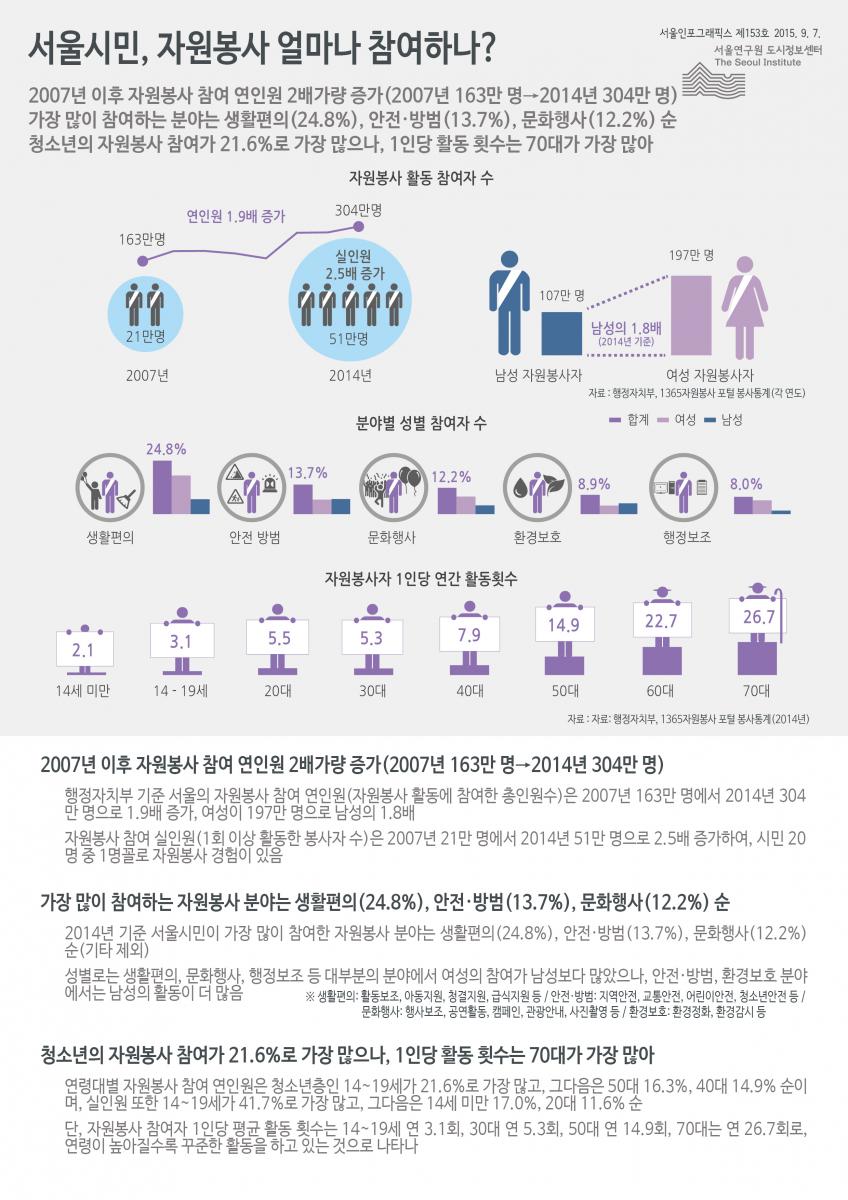 서울시민, 자원봉사 얼마나 참여하나?
서울인포그래픽스 제153호 2015. 9. 7.
서울연구원 도시정보센터
The Seoul Institute
2007년 이후 자원봉사 참여 연인원 2배가량 증가(2007년 163만 명→2014년 304만 명)
가장 많이 참여하는 분야는 생활편의(24.8%), 안전·방범(13.7%), 문화행사(12.2%) 순
청소년의 자원봉사 참여가 21.6%로 가장 많으나, 1인당 활동 횟수는 70대가 가장 많아
자원봉사 활동 참여자 수
163만명
연인원 1.9배 증가
304만명
21만명
실인원
2.5배 증가
51만명
2007년
2014년
107만 명
197만 명
남성의 1.8배
(2014년 기준)
남성 자원봉사자
여성 자원봉사자
자료 : 행정자치부, 1365자원봉사 포털 봉사통계(각 연도)
분야별 성별 참여자 수
합계 여성 남성
24.8%
13.7%
12.2%
8.9%
8.0%
생활편의
안전 방범
문화행사
환경보호
행정보조
자원봉사자 1인당 연간 활동횟수
2.1
3.1
5.5
5.3
7.9
14.9
22.7
26.7
14세 미만
14 - 19세
20대
30대
40대
50대
60대
70대
자료 : 자료: 행정자치부, 1365자원봉사 포털 봉사통계(2014년)
2007년 이후 자원봉사 참여 연인원 2배가량 증가(2007년 163만 명→2014년 304만 명)
행정자치부 기준 서울의 자원봉사 참여 연인원(자원봉사 활동에 참여한 총인원수)은 2007년 163만 명에서 2014년 304
만 명으로 1.9배 증가, 여성이 197만 명으로 남성의 1.8배
자원봉사 참여 실인원(1회 이상 활동한 봉사자 수)은 2007년 21만 명에서 2014년 51만 명으로 2.5배 증가하여, 시민 20
명 중 1명꼴로 자원봉사 경험이 있음
가장 많이 참여하는 자원봉사 분야는 생활편의(24.8%), 안전·방범(13.7%), 문화행사(12.2%) 순
2014년 기준 서울시민이 가장 많이 참여한 자원봉사 분야는 생활편의(24.8%), 안전·방범(13.7%), 문화행사(12.2%)
순(기타 제외)
성별로는 생활편의, 문화행사, 행정보조 등 대부분의 분야에서 여성의 참여가 남성보다 많았으나, 안전·방범, 환경보호 분야
에서는 남성의 활동이 더 많음
※ 생활편의: 활동보조, 아동지원, 청결지원, 급식지원 등 / 안전·방범: 지역안전, 교통안전, 어린이안전, 청소년안전 등 /
문화행사: 행사보조, 공연활동, 캠페인, 관광안내, 사진촬영 등 / 환경보호: 환경정화, 환경감시 등
청소년의 자원봉사 참여가 21.6%로 가장 많으나, 1인당 활동 횟수는 70대가 가장 많아
연령대별 자원봉사 참여 연인원은 청소년층인 14~19세가 21.6%로 가장 많고, 그다음은 50대 16.3%, 40대 14.9% 순이
며, 실인원 또한 14~19세가 41.7%로 가장 많고, 그다음은 14세 미만 17.0%, 20대 11.6% 순
단, 자원봉사 참여자 1인당 평균 활동 횟수는 14~19세 연 3.1회, 30대 연 5.3회, 50대 연 14.9회, 70대는 연 26.7회로,
연령이 높아질수록 꾸준한 활동을 하고 있는 것으로 나타나